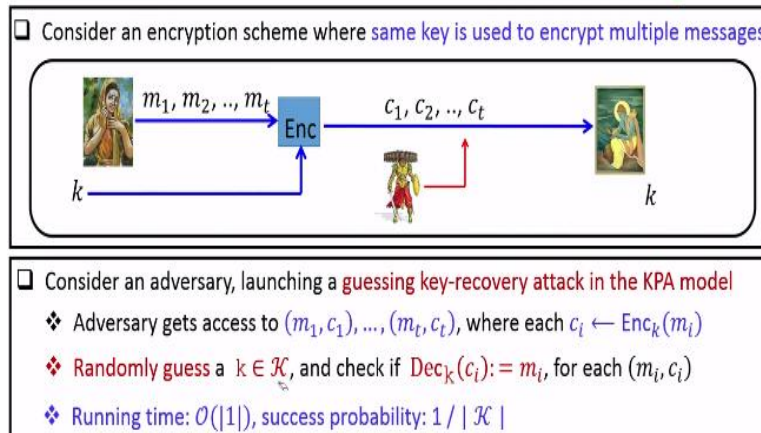 ❑ Consider an encryption scheme where same key is used to encrypt multiple messages
m₁, m₂, .., mₜ
c₁, c₂, .., cₜ
Enc
k
k
❑ Consider an adversary, launching a guessing key-recovery attack in the KPA model
❖ Adversary gets access to (m₁, c₁), …, (mₜ, cₜ), where each cᵢ ← Encₖ(mᵢ)
❖ Randomly guess a k ∈ 𝒦, and check if Decₖ(cᵢ): = mᵢ, for each (mᵢ, cᵢ)
❖ Running time: 𝒪(|1|), success probability: 1 / | 𝒦 |